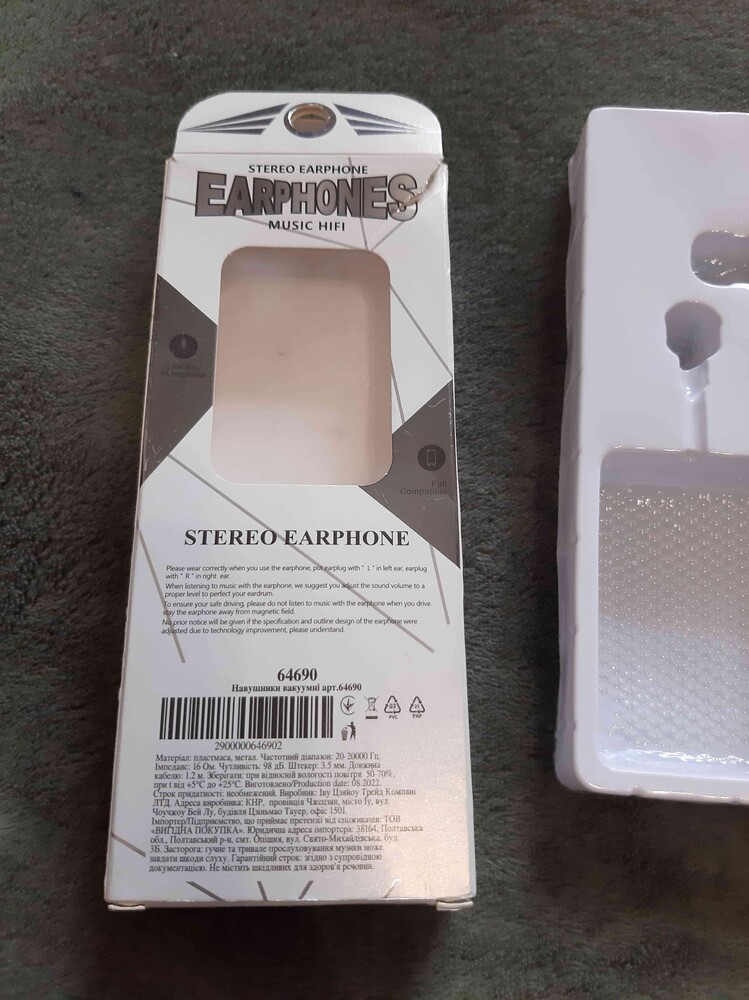 STEREO EARPHONE
EARPHONES
MUSIC HIFI
Full
Compatible
STEREO EARPHONE
Please wear correctly when you use the earphone, put earplug with " L " in left ear, earplug
with " R " in right ear.
When listening to music with the earphone, we suggest you adjust the sound volume to a
proper level to perfect your eardrum.
To ensure your safe driving, please do not listen to music with the earphone when you drive.
stay the earphone away from magnetic field.
No prior notice will be given if the specification and outline design of the earphone were
adjusted due to technology improvement, please understand.
64690
Навушники вакуумні арт.64690
03
PVC
21
PAP
2900000646902
Матеріал: пластмаса, метал. Частотний діапазон: 20-20000 Гц.
Імпеданс: 16 Ом. Чутливість: 98 дБ. Штекер: 3.5 мм. Довжина
кабелю: 1.2 м. Зберігати: при відносній вологості повітря 50-70%,
при t від +5°С до +25°С. Виготовлено/Production date: 08.2022.
Строк придатності: необмежений. Виробник: Іву Цзяйоу Трейд Компані
ЛТД. Адреса виробника: КНР, провінція Чжецзян, місто Іу, вул.
Чоучжоу Бей Лу, будівля Цзиньмао Тауер, офіс 1501.
Імпортер/Підприємство, що приймає претензії від споживачів: ТОВ
«ВИГІДНА ПОКУПКА». Юридична адреса імпортера: 38164, Полтавська
обл., Полтавський р-н, смт. Опішня, вул. Свято-Михайлівська, буд.
3Б. Засторога: гучне та тривале прослуховування музики може
завдати шкоди слуху. Гарантійний строк: згідно з супровідною
документацією. Не містить шкідливих для здоров'я речовин.